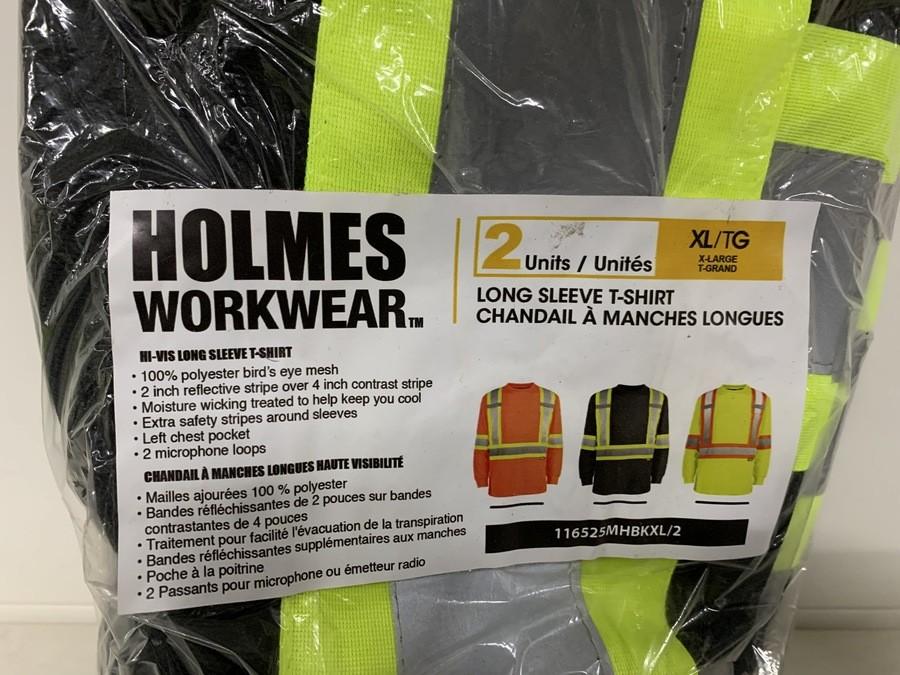 HOLMES
WORKWEAR™
2 Units / Unités
XL/TG
X-LARGE
T-GRAND
LONG SLEEVE T-SHIRT
CHANDAIL À MANCHES LONGUES
HI-VIS LONG SLEEVE T-SHIRT
• 100% polyester bird's eye mesh
• 2 inch reflective stripe over 4 inch contrast stripe
• Moisture wicking treated to help keep you cool
• Extra safety stripes around sleeves
• Left chest pocket
• 2 microphone loops
CHANDAIL À MANCHES LONGUES HAUTE VISIBILITÉ
• Mailles ajourées 100 % polyester
• Bandes réfléchissantes de 2 pouces sur bandes
contrastantes de 4 pouces
• Traitement pour facilité l'évacuation de la transpiration
• Bandes réfléchissantes supplémentaires aux manches
• Poche à la poitrine
• 2 Passants pour microphone ou émetteur radio
116525MHBKXL/2